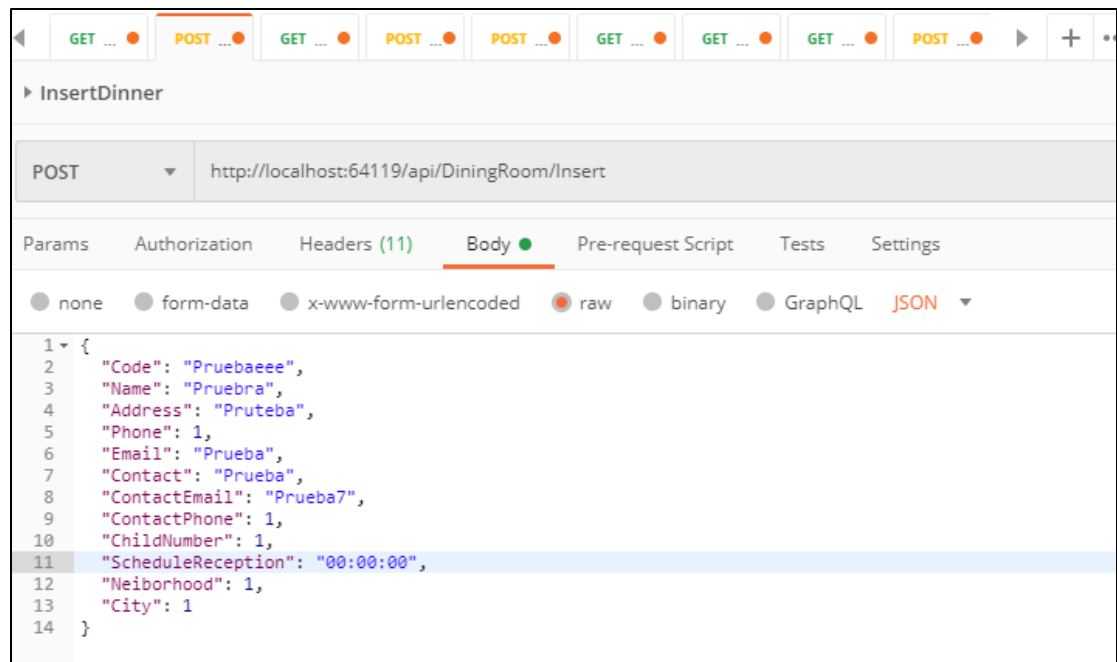 GET ... POST ... GET ... POST ... POST ... GET ... GET ... GET ... POST ... + ••
InsertDinner
POST http://localhost:64119/api/DiningRoom/Insert
Params Authorization Headers (11) Body Pre-request Script Tests Settings
none form-data x-www-form-urlencoded raw binary GraphQL JSON
1 {
2 "Code": "Pruebaeee",
3 "Name": "Pruebra",
4 "Address": "Pruteba",
5 "Phone": 1,
6 "Email": "Prueba",
7 "Contact": "Prueba",
8 "ContactEmail": "Prueba7",
9 "ContactPhone": 1,
10 "ChildNumber": 1,
11 "ScheduleReception": "00:00:00",
12 "Neiborhood": 1,
13 "City": 1
14 }